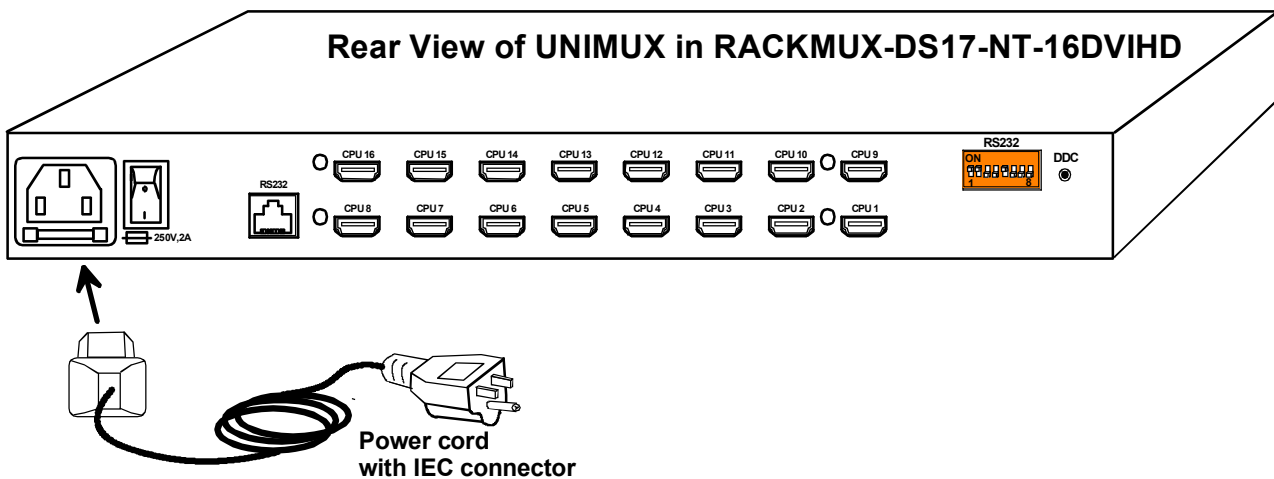 Rear View of UNIMUX in RACKMUX-DS17-NT-16DVIHD
RS232
ON
1 8
DDC
CPU 16 CPU 15 CPU 14 CPU 13 CPU 12 CPU 11 CPU 10 CPU 9
RS232
CPU 8 CPU 7 CPU 6 CPU 5 CPU 4 CPU 3 CPU 2 CPU 1
250V,2A
Power cord
with IEC connector